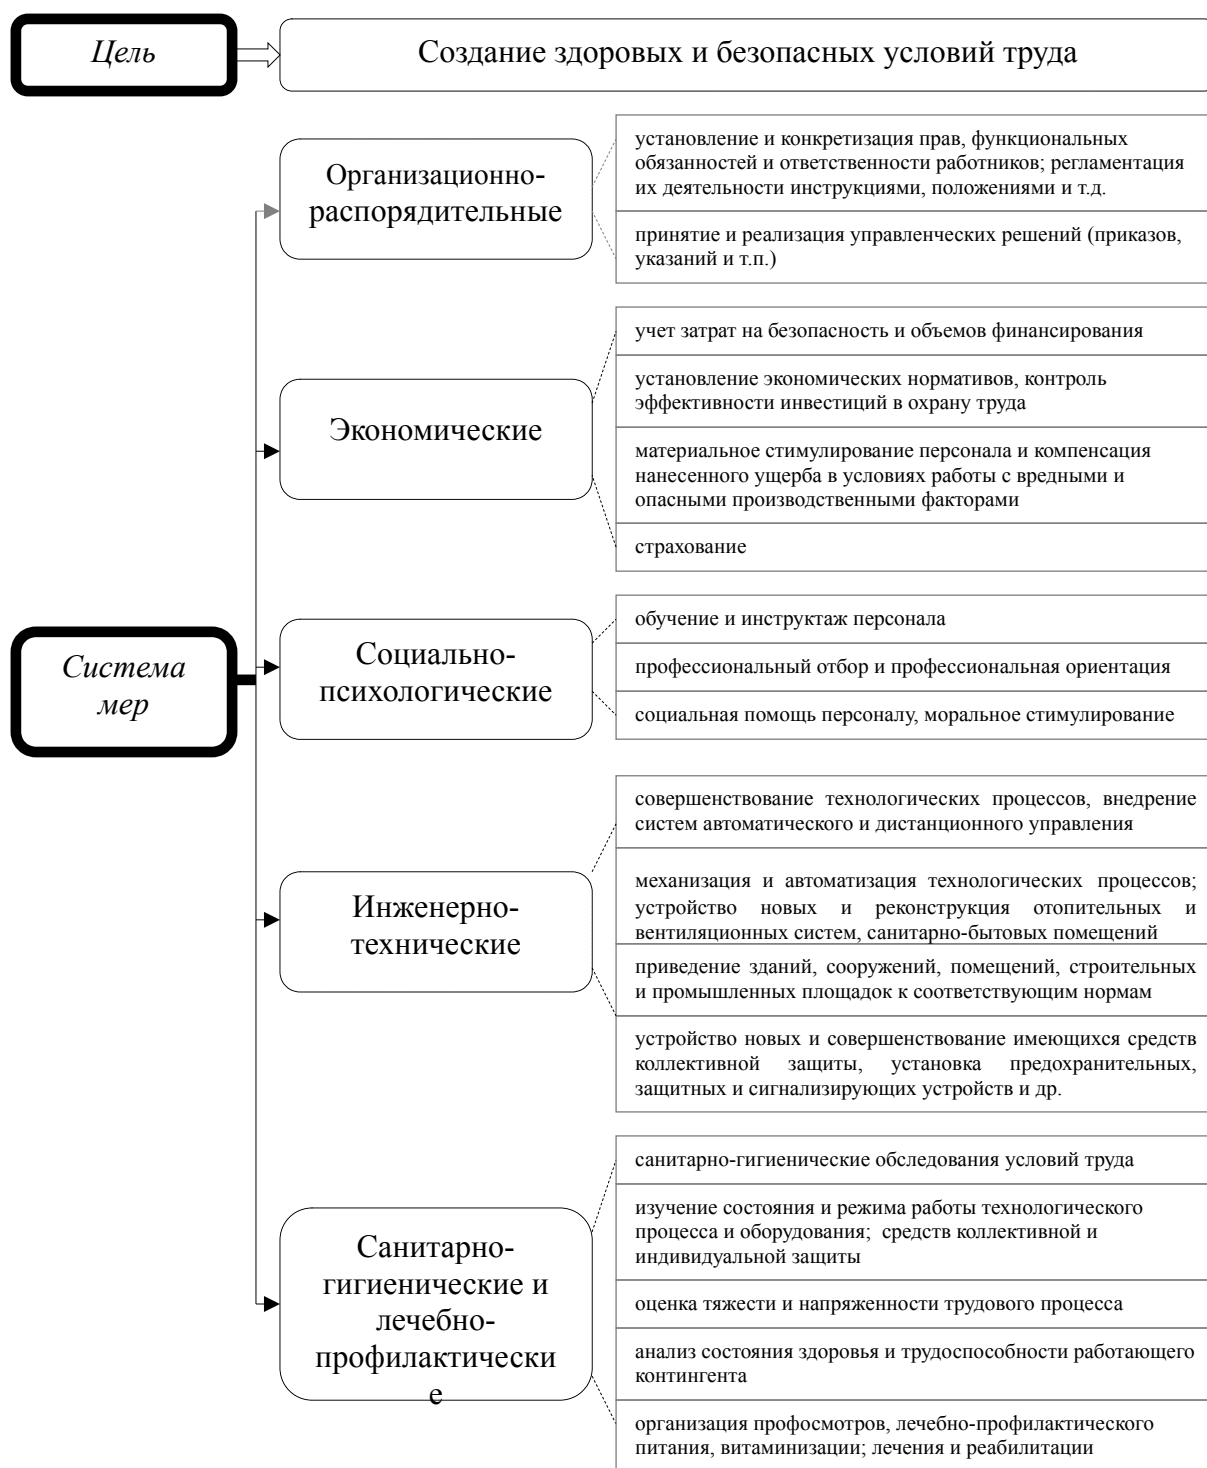 Цель
Создание здоровых и безопасных условий труда
Организационно-
распорядительные
установление и конкретизация прав, функциональных
обязанностей и ответственности работников; регламентация
их деятельности инструкциями, положениями и т.д.
принятие и реализация управленческих решений (приказов,
указаний и т.п.)
Экономические
учет затрат на безопасность и объемов финансирования
установление экономических нормативов, контроль
эффективности инвестиций в охрану труда
материальное стимулирование персонала и компенсация
нанесенного ущерба в условиях работы с вредными и
опасными производственными факторами
страхование
Система
мер
Социально-
психологические
обучение и инструктаж персонала
профессиональный отбор и профессиональная ориентация
социальная помощь персоналу, моральное стимулирование
Инженерно-
технические
совершенствование технологических процессов, внедрение
систем автоматического и дистанционного управления
механизация и автоматизация технологических процессов;
устройство новых и реконструкция отопительных и
вентиляционных систем, санитарно-бытовых помещений
приведение зданий, сооружений, помещений, строительных
и промышленных площадок к соответствующим нормам
устройство новых и совершенствование имеющихся средств
коллективной защиты, установка предохранительных,
защитных и сигнализирующих устройств и др.
Санитарно-
гигиенические и
лечебно-
профилактически
е
санитарно-гигиенические обследования условий труда
изучение состояния и режима работы технологического
процесса и оборудования;  средств коллективной и
индивидуальной защиты
оценка тяжести и напряженности трудового процесса
анализ состояния здоровья и трудоспособности работающего
контингента
организация профосмотров, лечебно-профилактического
питания, витаминизации; лечения и реабилитации